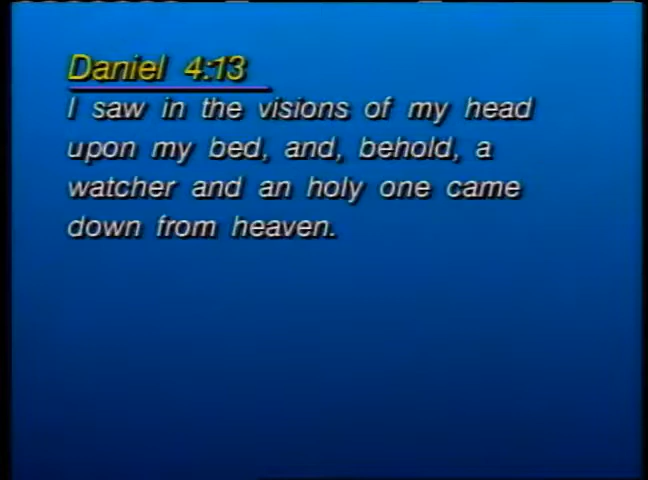 Daniel 4:13
I saw in the visions of my head
upon my bed, and, behold, a
watcher and an holy one came
down from heaven.